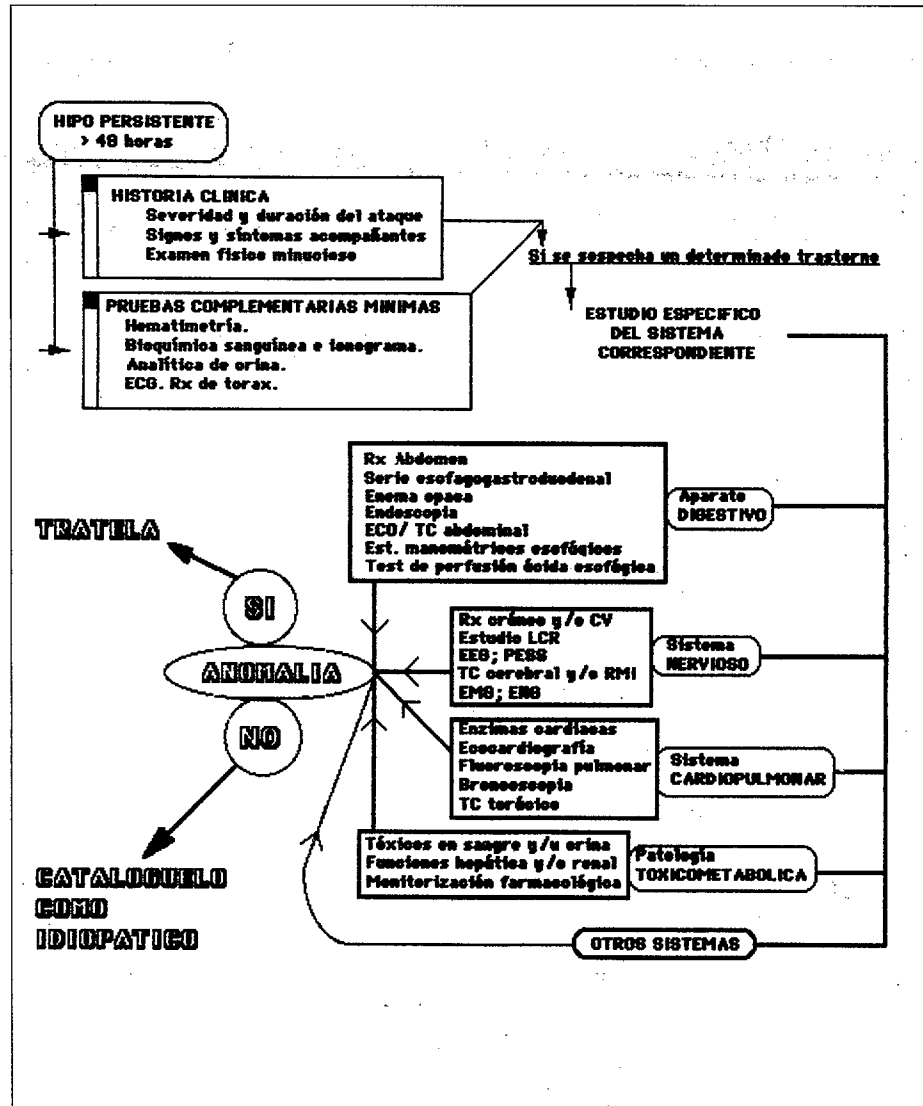 HIPO PERSISTENTE
> 48 horas
HISTORIA CLINICA
Severidad y duración del ataque
Signos y síntomas acompañantes
Examen físico minucioso
Si se sospecha un determinado trastorno
PRUEBAS COMPLEMENTARIAS MINIMAS
Hematimetría.
Bioquímica sanguínea e ionograma.
Analítica de orina.
ECG. Rx de torax.
ESTUDIO ESPECIFICO
DEL SISTEMA
CORRESPONDIENTE
Rx Abdomen
Serie esofagogastroduodenal
Enema opaca
Endoscopia
ECO/ TC abdominal
Est. manométricos esofágicos
Test de perfusión ácida esofágica
Aparato
DIGESTIVO
TRATELA
SI
ANOMALIA
NO
Rx cráneo y/o CV
Estudio LCR
EEG; PESS
TC cerebral y/o RMI
EMG; ENG
Sistema
NERVIOSO
Enzimas cardíacas
Ecocardiografía
Fluoroscopia pulmonar
Broncoscopia
TC torácico
Sistema
CARDIOPULMONAR
Tóxicos en sangre y/u orina
Funciones hepática y/o renal
Monitorización farmacológica
Patología
TOXICOMETABOLICA
CATALOGUELO
COMO
IDIOPATICO
OTROS SISTEMAS